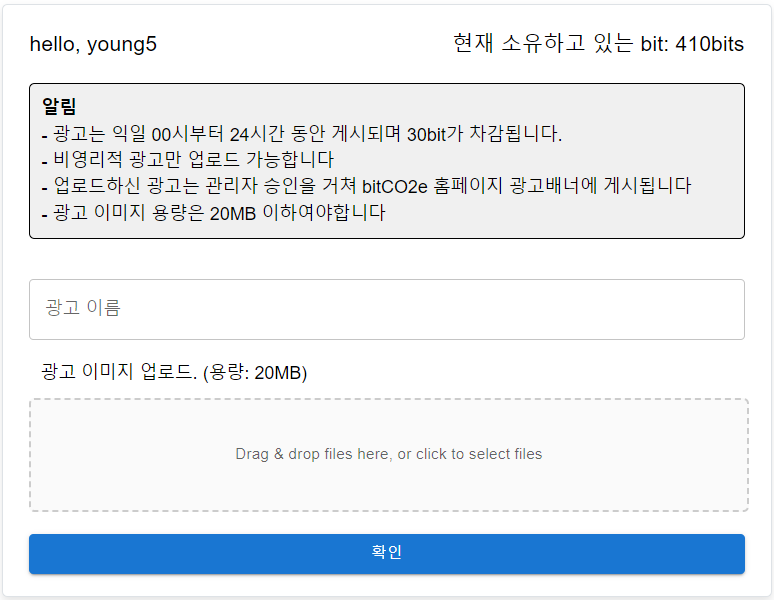 hello, young5
현재 소유하고 있는 bit: 410bits
알림
- 광고는 익일 00시부터 24시간 동안 게시되며 30bit가 차감됩니다.
- 비영리적 광고만 업로드 가능합니다
- 업로드하신 광고는 관리자 승인을 거쳐 bitCO2e 홈페이지 광고배너에 게시됩니다
- 광고 이미지 용량은 20MB 이하여야합니다
광고 이름
광고 이미지 업로드. (용량: 20MB)
Drag & drop files here, or click to select files
확인